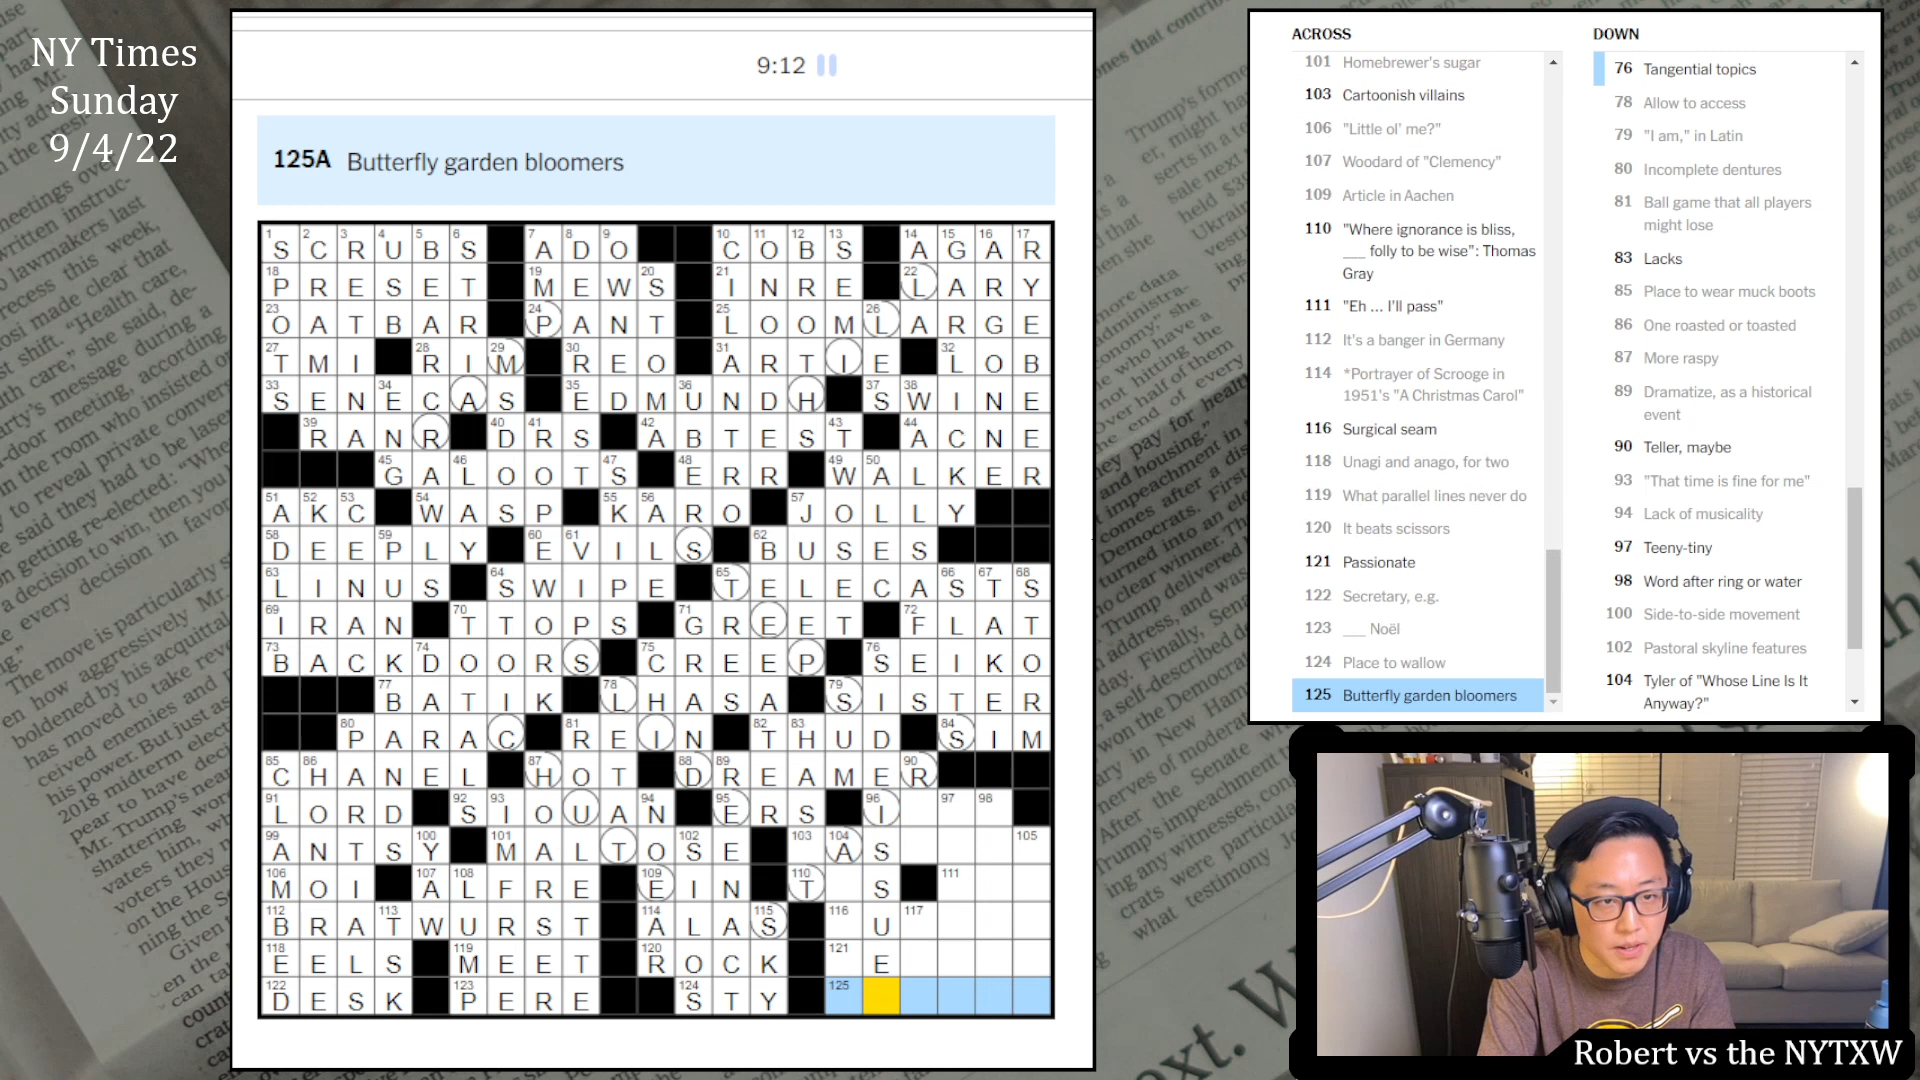 NY Times
Sunday
9/4/22
9:12
125A Butterfly garden bloomers
S C R U B S A D O C O B S A G A R
P R E S E T M E W S I N R E L A R Y
O A T B A R P A N T L O O M L A R G E
T M I R I M R E O A R T I E L O B
S E N E C A S E D M U N D H S W I N E
R A N R D R S A B T E S T A C N E
G A L O O T S E R R W A L K E R
A K C W A S P K A R O J O L L Y
D E E P L Y E V I L S B U S E S
L I N U S S W I P E T E L E C A S T S
I R A N T T O P S G R E E T F L A T
B A C K D O O R S C R E E P S E I K O
B A T I K L H A S A S I S T E R
P A R A C R E I N T H U D S I M
C H A N E L H O T D R E A M E R
L O R D S I O U A N E R S I
A N T S Y M A L T O S E A S
M O I A L F R E E I N T S
B R A T W U R S T A L A S U
E E L S M E E T R O C K E
D E S K P E R E S T Y
ACROSS
101 Homebrewer's sugar
103 Cartoonish villains
106 "Little ol' me?"
107 Woodard of "Clemency"
109 Article in Aachen
110 "Where ignorance is bliss,
___ folly to be wise": Thomas
Gray
111 "Eh ... I'll pass"
112 It's a banger in Germany
114 *Portrayer of Scrooge in
1951's "A Christmas Carol"
116 Surgical seam
118 Unagi and anago, for two
119 What parallel lines never do
120 It beats scissors
121 Passionate
122 Secretary, e.g.
123 ___ Noël
124 Place to wallow
125 Butterfly garden bloomers
DOWN
76 Tangential topics
78 Allow to access
79 "I am," in Latin
80 Incomplete dentures
81 Ball game that all players
might lose
83 Lacks
85 Place to wear muck boots
86 One roasted or toasted
87 More raspy
89 Dramatize, as a historical
event
90 Teller, maybe
93 "That time is fine for me"
94 Lack of musicality
97 Teeny-tiny
98 Word after ring or water
100 Side-to-side movement
102 Pastoral skyline features
104 Tyler of "Whose Line Is It
Anyway?"
Robert vs the NYTXW